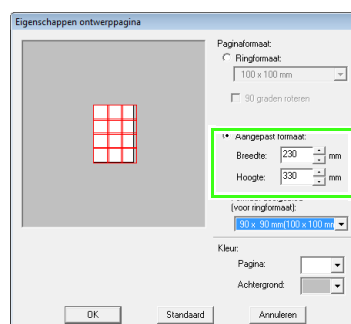 Eigenschappen ontwerppagina
Paginaformaat:
Ringformaat:
100 x 100 mm
90 graden roteren
Aangepast formaat:
Breedte: 230 mm
Hoogte: 330 mm
(voor ringformaat):
90 x 90 mm(100 x 100 mm
Kleur:
Pagina:
Achtergrond:
OK Standaard Annuleren